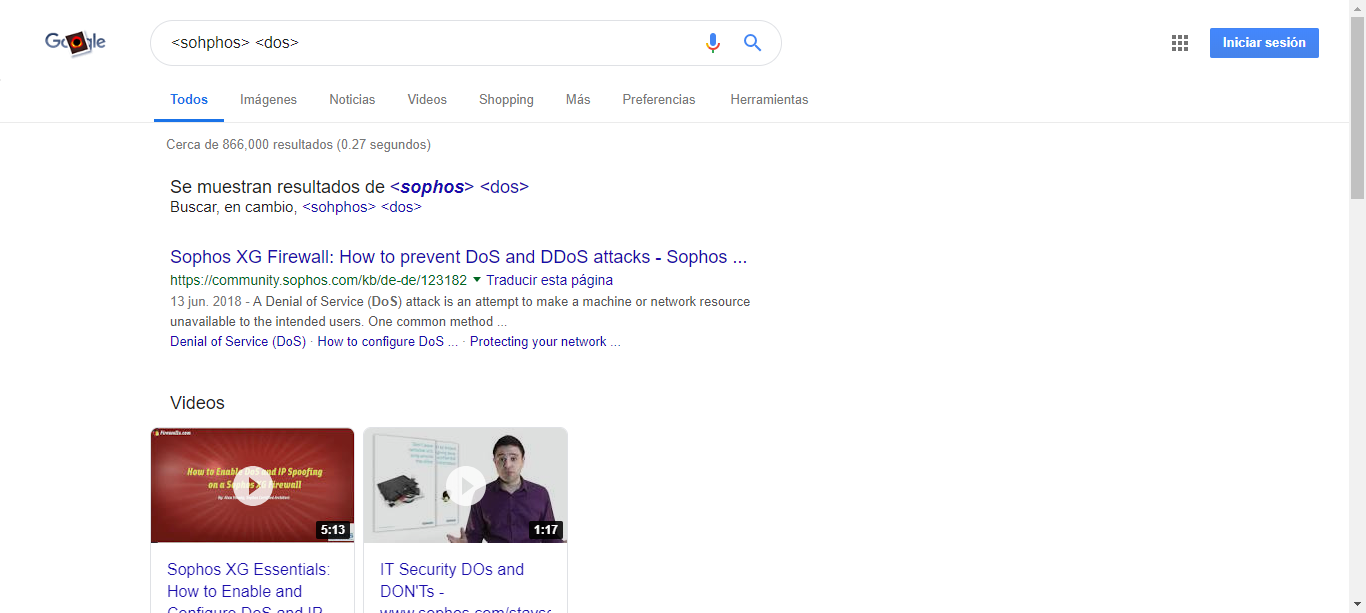 Google
<sohphos> <dos>
Iniciar sesión
Todos Imágenes Noticias Videos Shopping Más Preferencias Herramientas
Cerca de 866,000 resultados (0.27 segundos)
Se muestran resultados de <sophos> <dos>
Buscar, en cambio, <sohphos> <dos>
Sophos XG Firewall: How to prevent DoS and DDoS attacks - Sophos ...
https://community.sophos.com/kb/de-de/123182 Traducir esta página
13 jun. 2018 - A Denial of Service (DoS) attack is an attempt to make a machine or network resource
unavailable to the intended users. One common method ...
Denial of Service (DoS) · How to configure DoS ... · Protecting your network ...
Videos
Firewalls.com
How to Enable DoS and IP Spoofing
on a Sophos XG Firewall
5:13
1:17
Sophos XG Essentials:
How to Enable and
Configure DoS and IP
IT Security DOs and
DON'Ts -
www.sophos.com/staysa